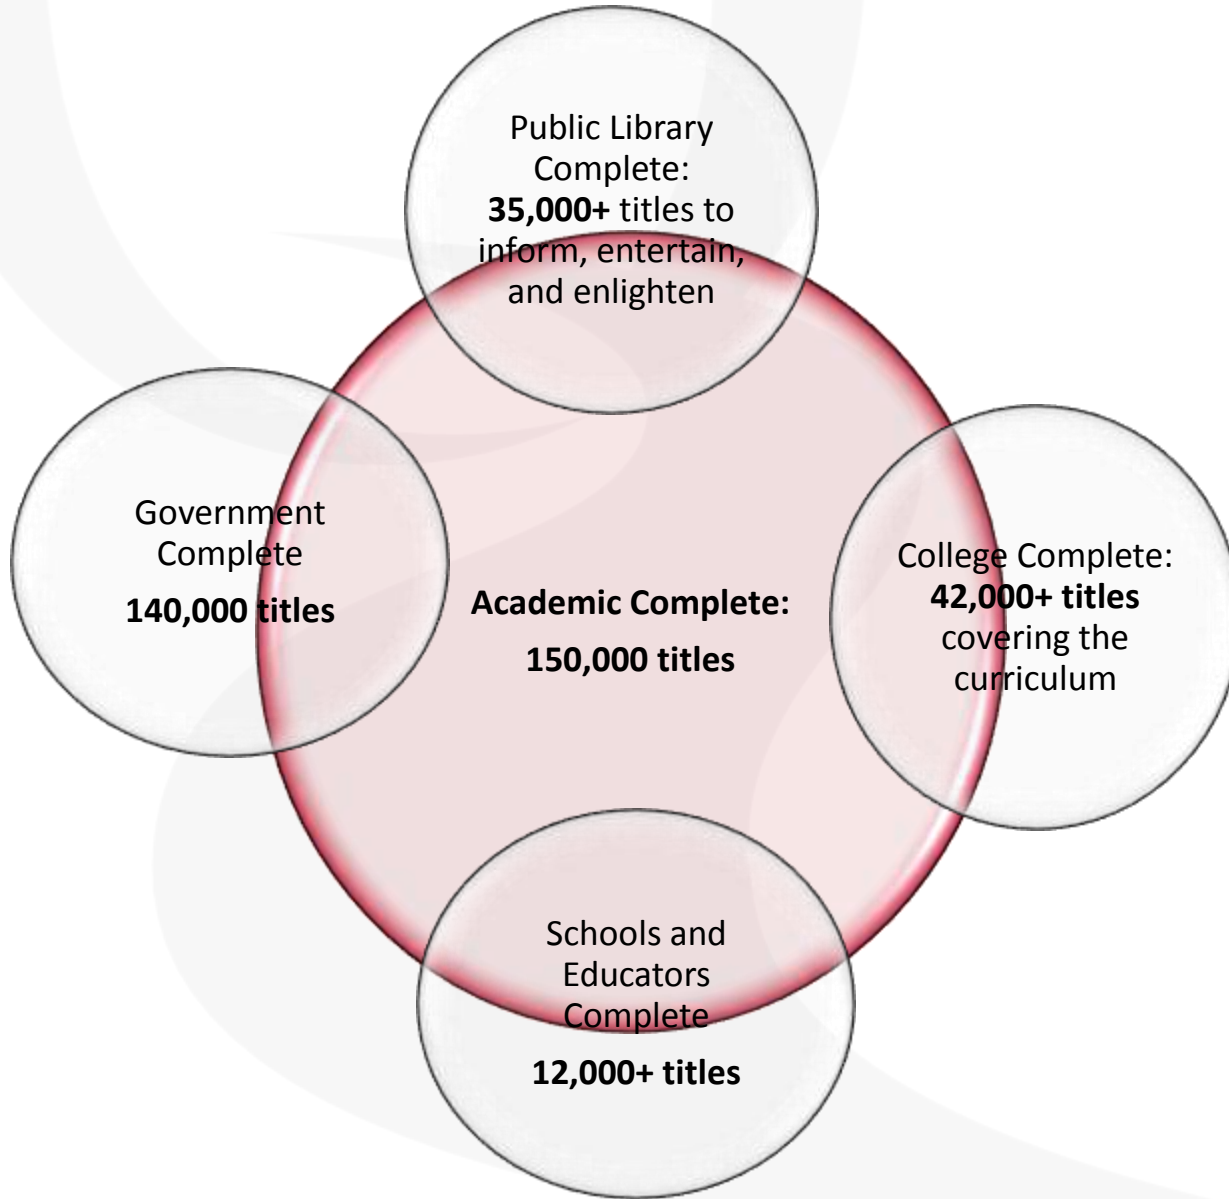 Public Library
Complete:
35,000+ titles to
inform, entertain,
and enlighten
Government
Complete
140,000 titles
Academic Complete:
150,000 titles
College Complete:
42,000+ titles
covering the
curriculum
Schools and
Educators
Complete
12,000+ titles